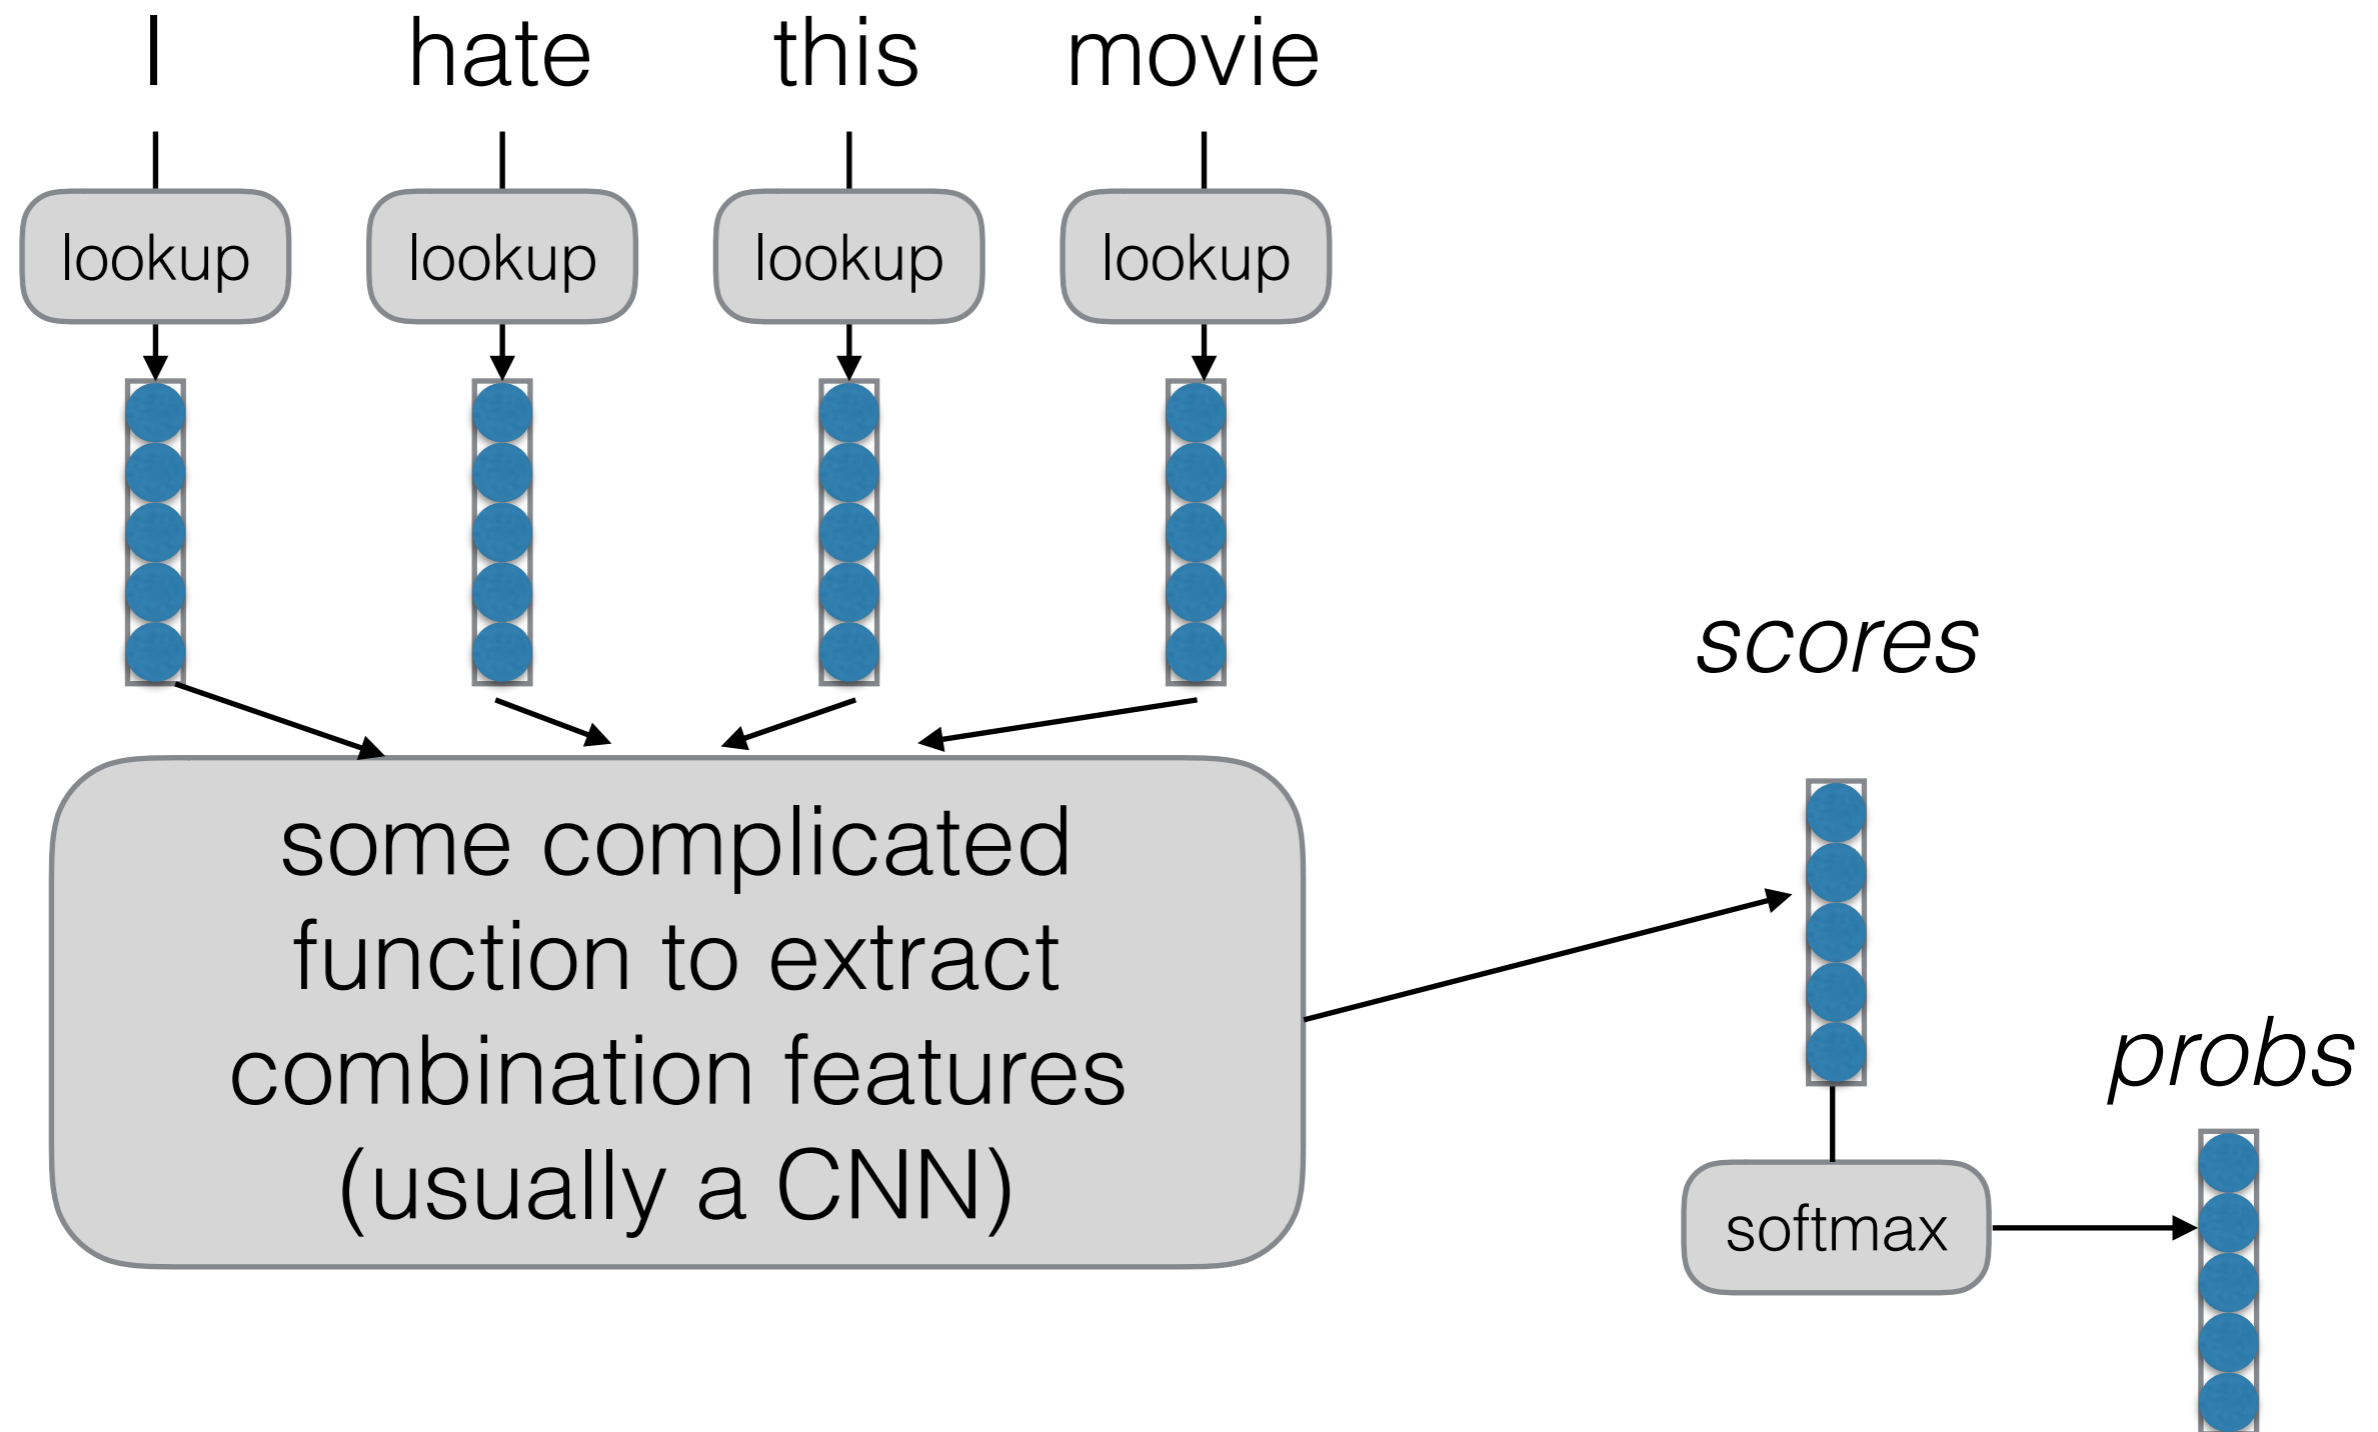 I hate this movie
lookup lookup lookup lookup
scores
some complicated
function to extract
combination features
(usually a CNN)
probs
softmax